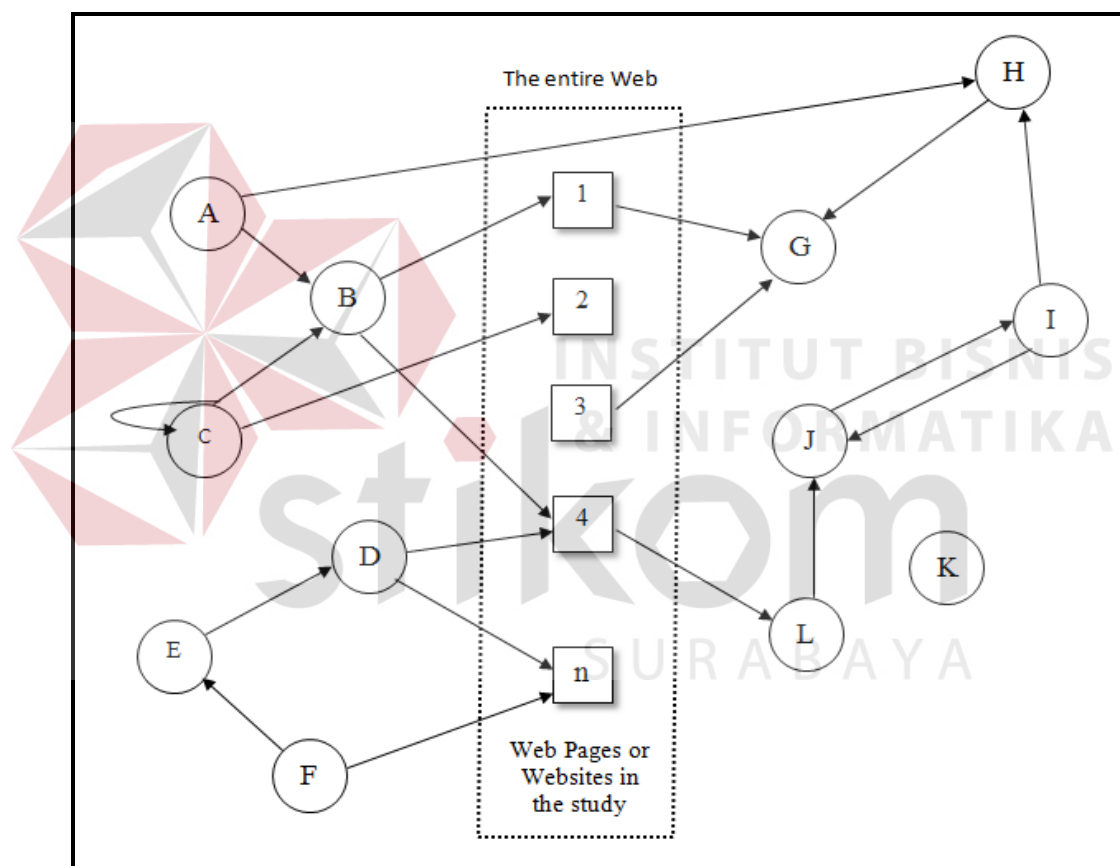 The entire Web
H
1
A
G
B
2
I
3
J
C
4
D
K
L
E
n
F
Web Pages or
Websites in
the study
INSTITUT BISNIS
& INFORMATIKA
stikom
SURABAYA